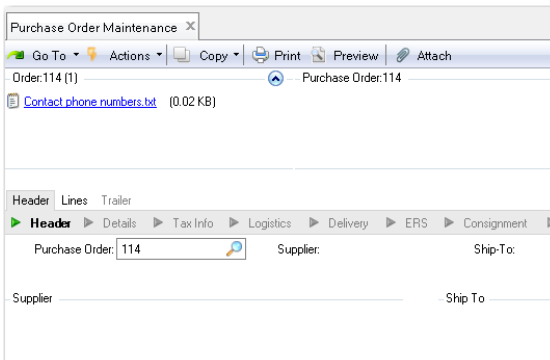 Purchase Order Maintenance
Go To Actions Copy Print Preview Attach
Order:114 (1) Purchase Order:114
Contact phone numbers.txt (0.02 KB)
Header Lines Trailer
Header Details Tax Info Logistics Delivery ERS Consignment
Purchase Order: 114 Supplier: Ship-To:
Supplier Ship To